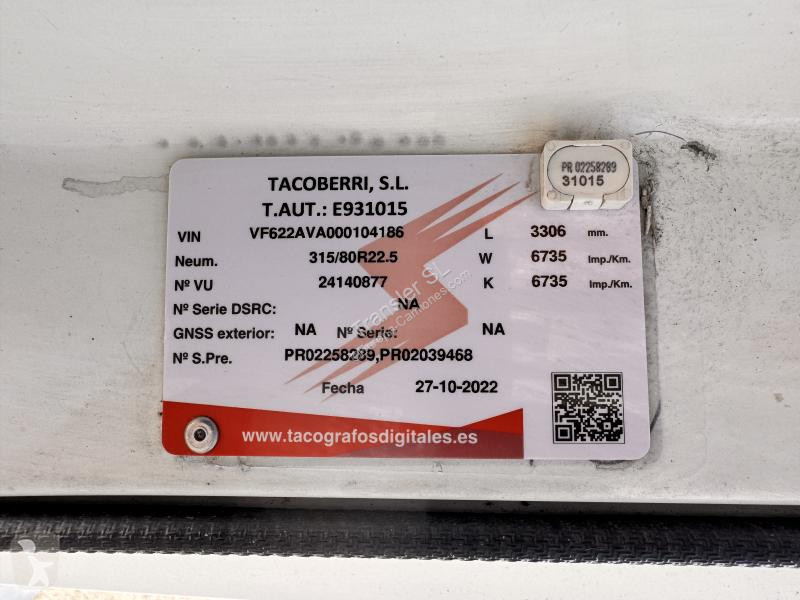 PR 02258289
31015
TACOBERRI, S.L.
T.AUT.: E931015
VIN VF622AVA000104186 L 3306 mm.
Neum. 315/80R22.5 W 6735 Imp./Km.
Nº VU 24140877 K 6735 Imp./Km.
Nº Serie DSRC: NA
GNSS exterior: NA Nº Serie: NA
Nº S.Pre. PR02258289,PR02039468
Fecha 27-10-2022
www.tacografosdigitales.es
Transler SL